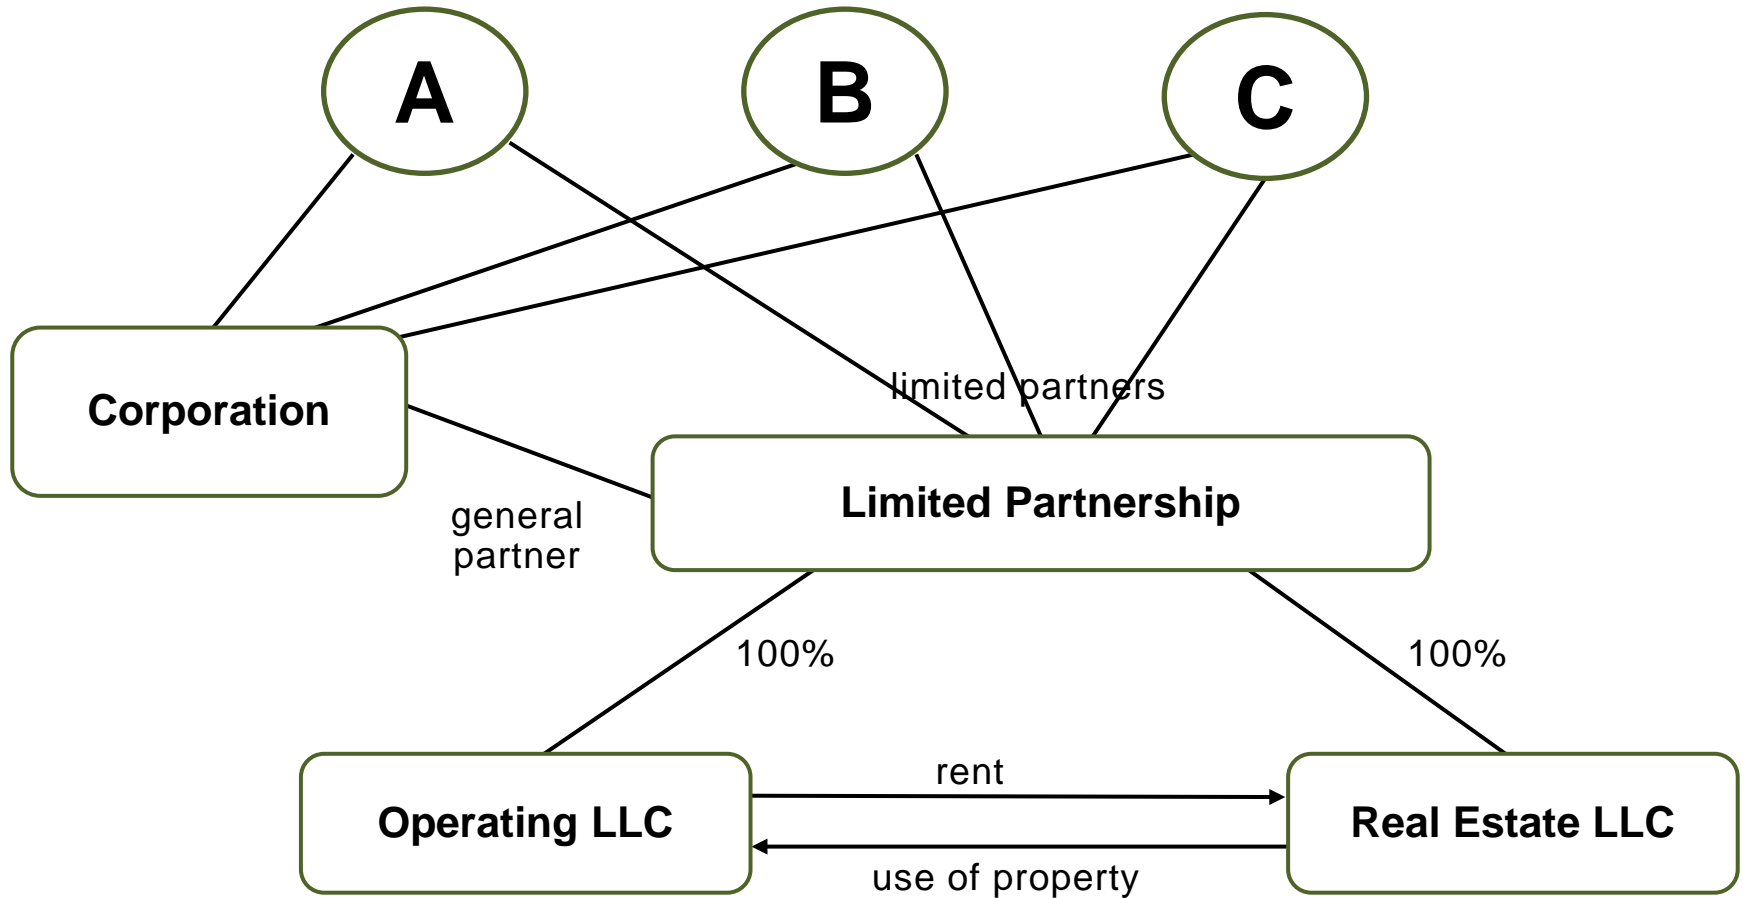 A
B
C
limited partners
Corporation
Limited Partnership
general
partner
100%
100%
rent
Operating LLC
Real Estate LLC
use of property